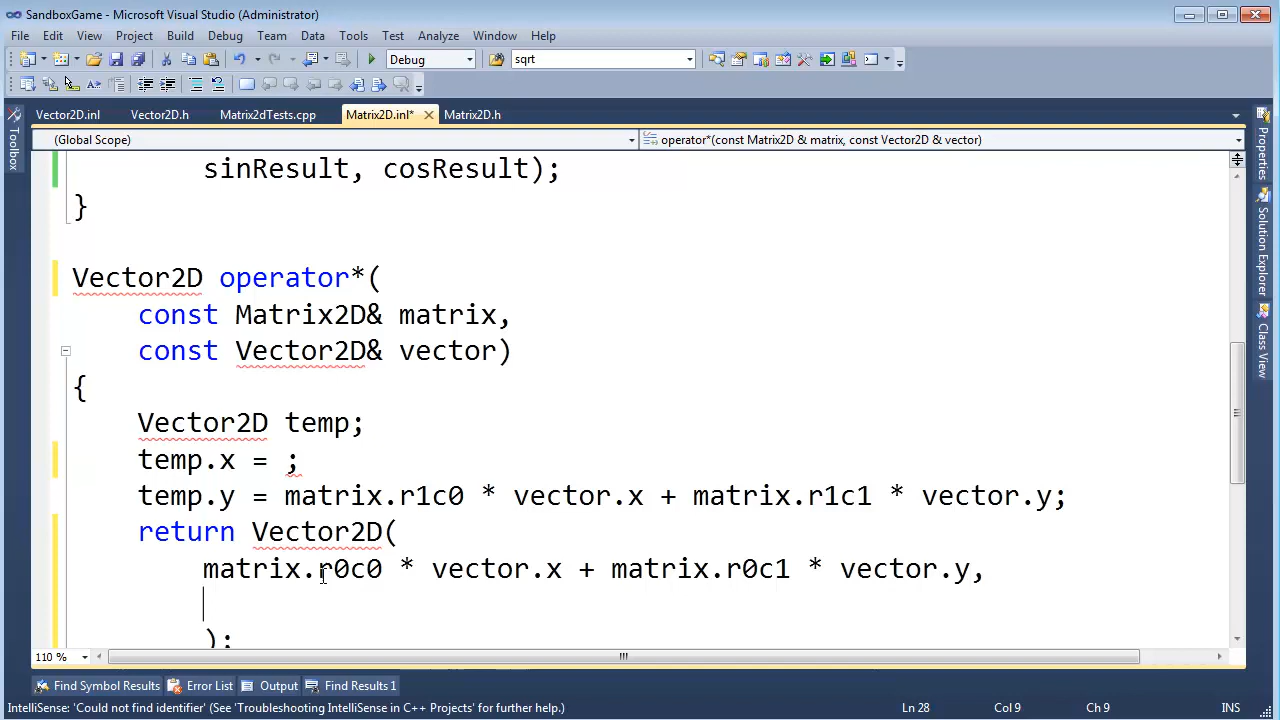 SandboxGame - Microsoft Visual Studio (Administrator)
File Edit View Project Build Debug Team Data Tools Test Analyze Window Help
Debug sqrt
Vector2D.inl Vector2D.h Matrix2dTests.cpp Matrix2D.inl* Matrix2D.h
(Global Scope) operator*(const Matrix2D & matrix, const Vector2D & vector)
Toolbox
Properties
Solution Explorer
Class View
sinResult, cosResult);
}
Vector2D operator*(
const Matrix2D& matrix,
const Vector2D& vector)
{
Vector2D temp;
temp.x = ;
temp.y = matrix.r1c0 * vector.x + matrix.r1c1 * vector.y;
return Vector2D(
matrix.r0c0 * vector.x + matrix.r0c1 * vector.y,
);
110 %
Find Symbol Results Error List Output Find Results 1
IntelliSense: 'Could not find identifier' (See 'Troubleshooting IntelliSense in C++ Projects' for further help.) Ln 28 Col 9 Ch 9 INS